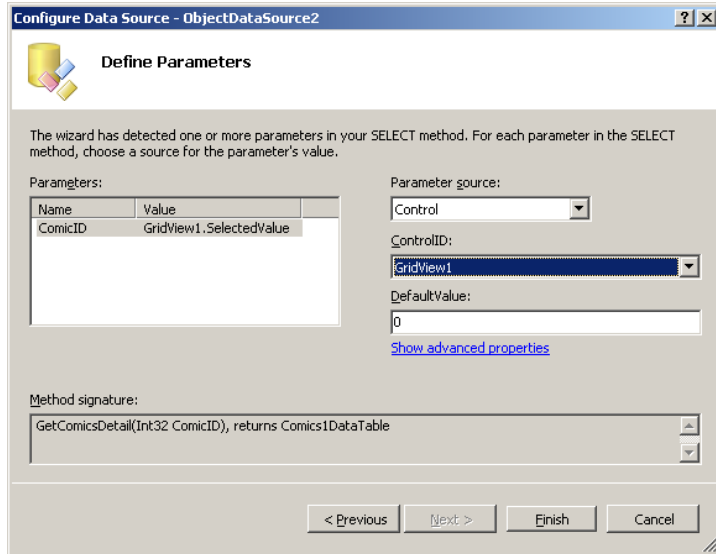 Configure Data Source - ObjectDataSource2
Define Parameters
The wizard has detected one or more parameters in your SELECT method. For each parameter in the SELECT
method, choose a source for the parameter's value.
Parameters:
Name Value
ComicID GridView1.SelectedValue
Parameter source:
Control
ControlID:
GridView1
DefaultValue:
0
Show advanced properties
Method signature:
GetComicsDetail(Int32 ComicID), returns Comics1DataTable
< Previous Next > Finish Cancel